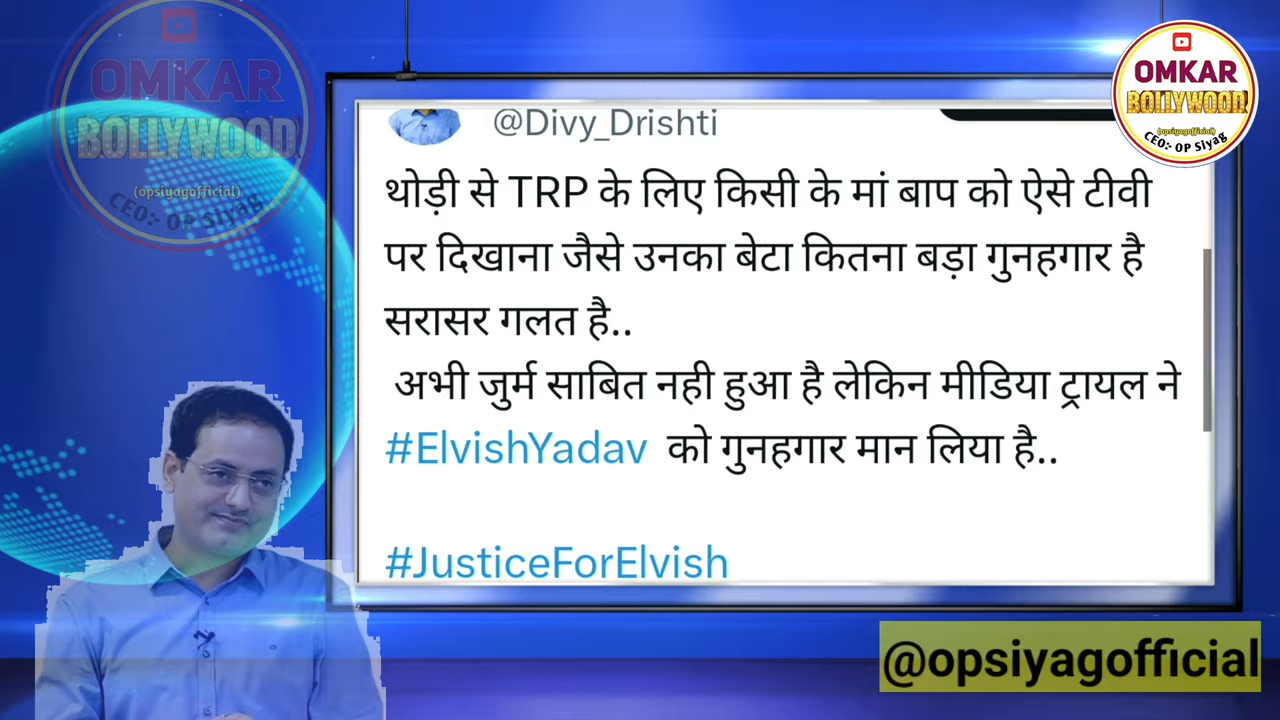 OMKAR
BOLLYWOOD
(opsiyagofficial)
CEO:- OP Siyag
OMKAR
BOLLYWOOD
(opsiyagofficial)
CEO:- OP Siyag
@Divy_Drishti
थोड़ी से TRP के लिए किसी के मां बाप को ऐसे टीवी
पर दिखाना जैसे उनका बेटा कितना बड़ा गुनहगार है
सरासर गलत है..
अभी जुर्म साबित नही हुआ है लेकिन मीडिया ट्रायल ने
#ElvishYadav को गुनहगार मान लिया है..
#JusticeForElvish
@opsiyagofficial